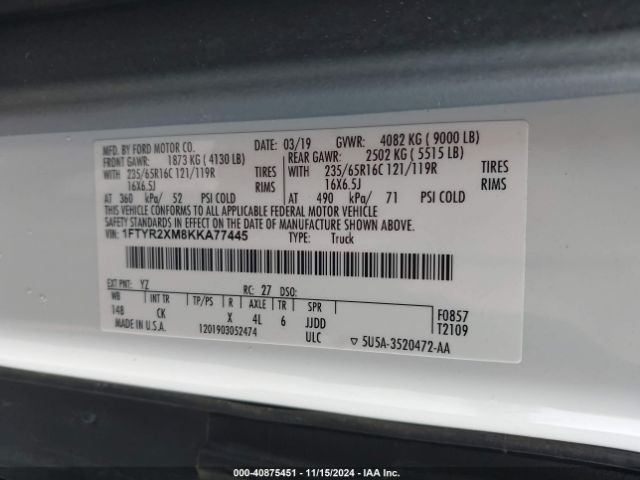 MFD. BY FORD MOTOR CO. DATE: 03/19 GVWR: 4082 KG ( 9000 LB)
FRONT GAWR: 1873 KG ( 4130 LB) REAR GAWR: 2502 KG ( 5515 LB)
WITH 235/65R16C 121/119R TIRES WITH 235/65R16C 121/119R TIRES
16X6.5J RIMS 16X6.5J RIMS
AT 360 kPa/ 52 PSI COLD AT 490 kPa/ 71 PSI COLD
THIS VEHICLE CONFORMS TO ALL APPLICABLE FEDERAL MOTOR VEHICLE
SAFETY STANDARDS IN EFFECT ON THE DATE OF MANUFACTURE SHOWN ABOVE.
VIN: 1FTYR2XM8KKA77445 TYPE: Truck
EXT PNT: YZ RC: 27 DSO:
WB INT TR TP/PS R AXLE TR SPR F0857
148 CK X 4L 6 JJDD T2109
MADE IN U.S.A. 1201903052474 ULC ▽ 5U5A-3520472-AA
000-40875451 - 11/15/2024 - IAA Inc.